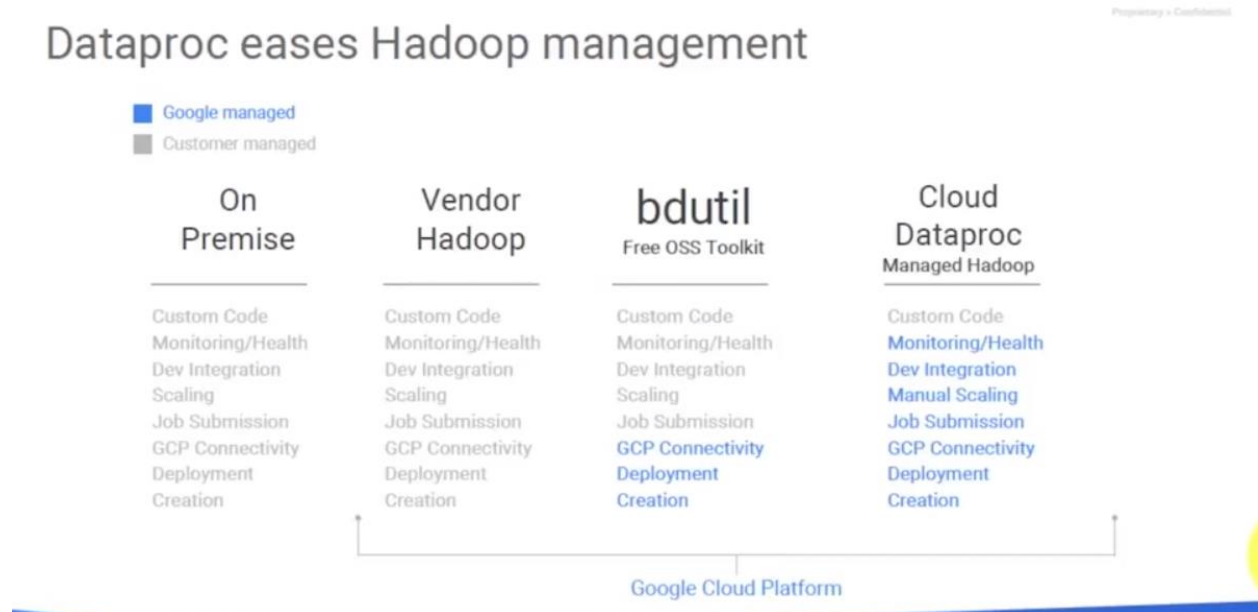 Proprietary + Confidential
Dataproc eases Hadoop management
Google managed
Customer managed
On
Premise
Custom Code
Monitoring/Health
Dev Integration
Scaling
Job Submission
GCP Connectivity
Deployment
Creation
Vendor
Hadoop
Custom Code
Monitoring/Health
Dev Integration
Scaling
Job Submission
GCP Connectivity
Deployment
Creation
bdutil
Free OSS Toolkit
Custom Code
Monitoring/Health
Dev Integration
Scaling
Job Submission
GCP Connectivity
Deployment
Creation
Cloud
Dataproc
Managed Hadoop
Custom Code
Monitoring/Health
Dev Integration
Manual Scaling
Job Submission
GCP Connectivity
Deployment
Creation
Google Cloud Platform